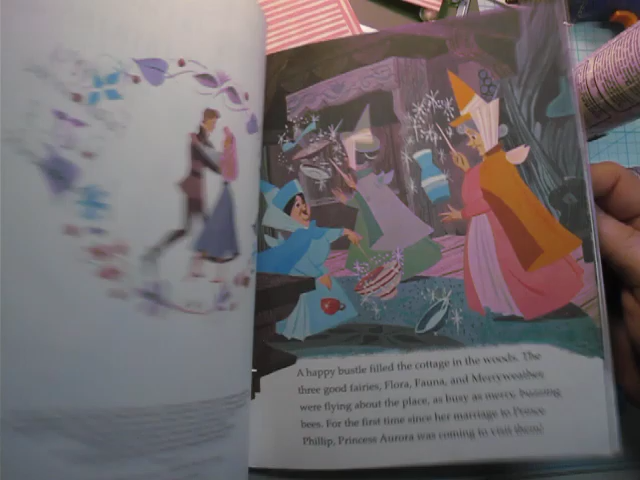 A happy bustle filled the cottage in the woods. The
three good fairies, Flora, Fauna, and Merryweather
were flying about the place, as busy as merry, buzzing
bees. For the first time since her marriage to Prince
Phillip, Princess Aurora was coming to visit them!